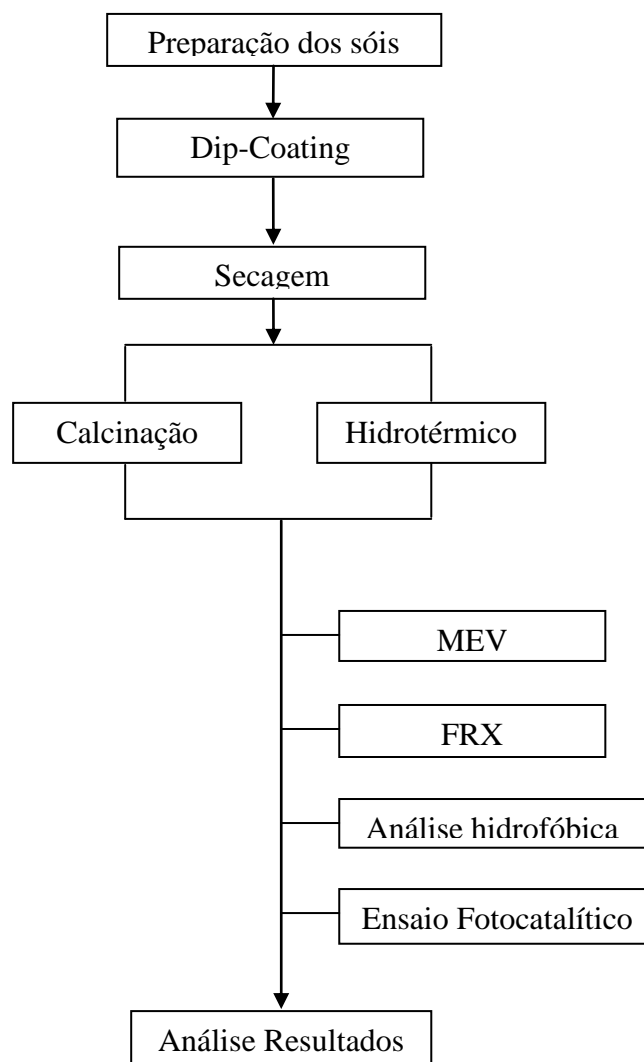 Preparação dos sóis
Dip-Coating
Secagem
Calcinação
Hidrotérmico
MEV
FRX
Análise hidrofóbica
Ensaio Fotocatalítico
Análise Resultados